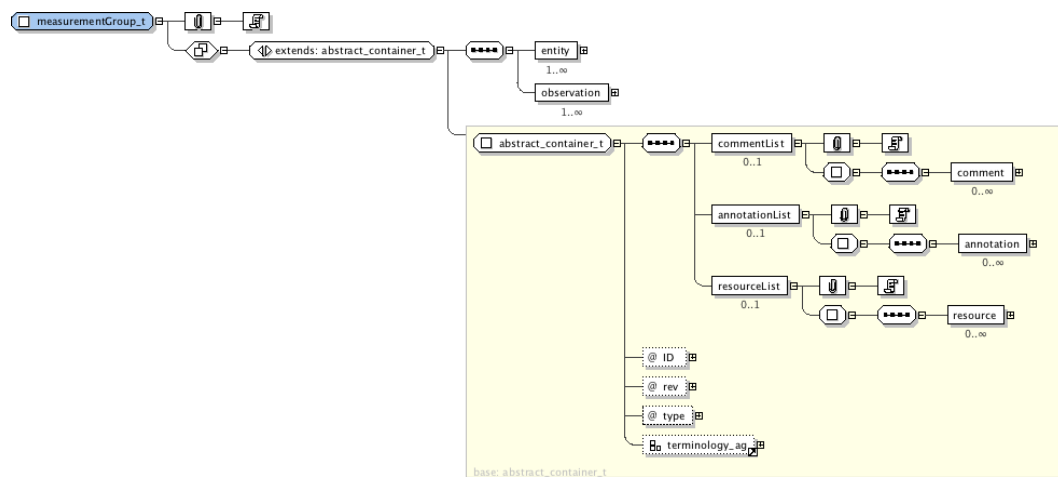 measurementGroup_t
extends: abstract_container_t
entity
1..∞
observation
1..∞
abstract_container_t
commentList
0..1
comment
0..∞
annotationList
0..1
annotation
0..∞
resourceList
0..1
resource
0..∞
@ ID
@ rev
@ type
terminology_ag
base: abstract_container_t